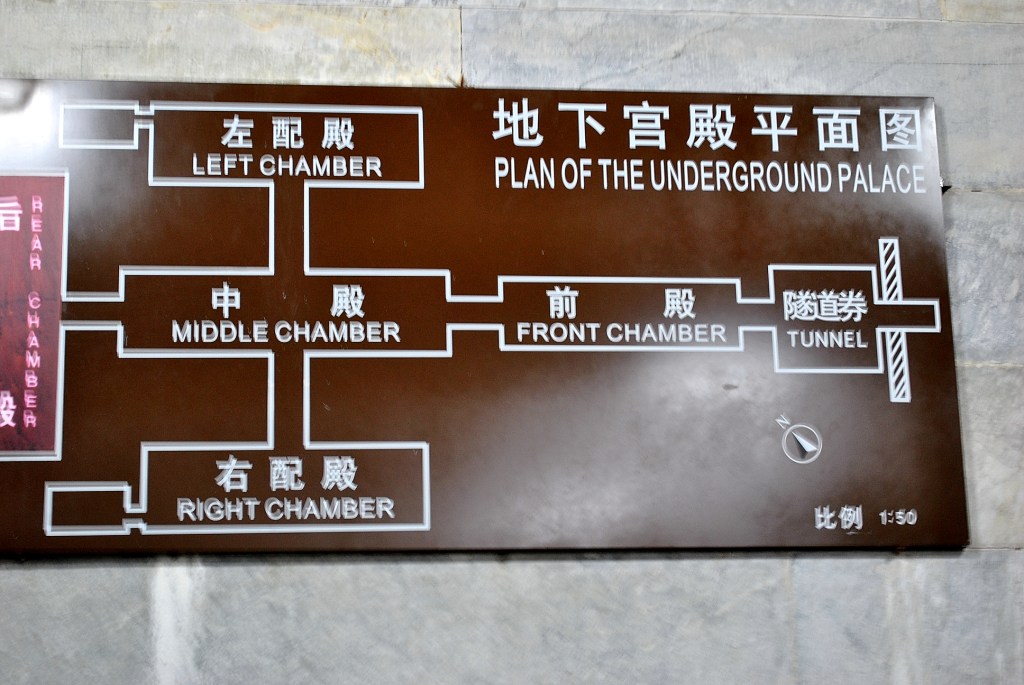 地下宫殿平面图
PLAN OF THE UNDERGROUND PALACE
左配殿
LEFT CHAMBER
后殿
REAR CHAMBER
中殿
MIDDLE CHAMBER
前殿
FRONT CHAMBER
隧道券
TUNNEL
右配殿
RIGHT CHAMBER
N
比例 1:50